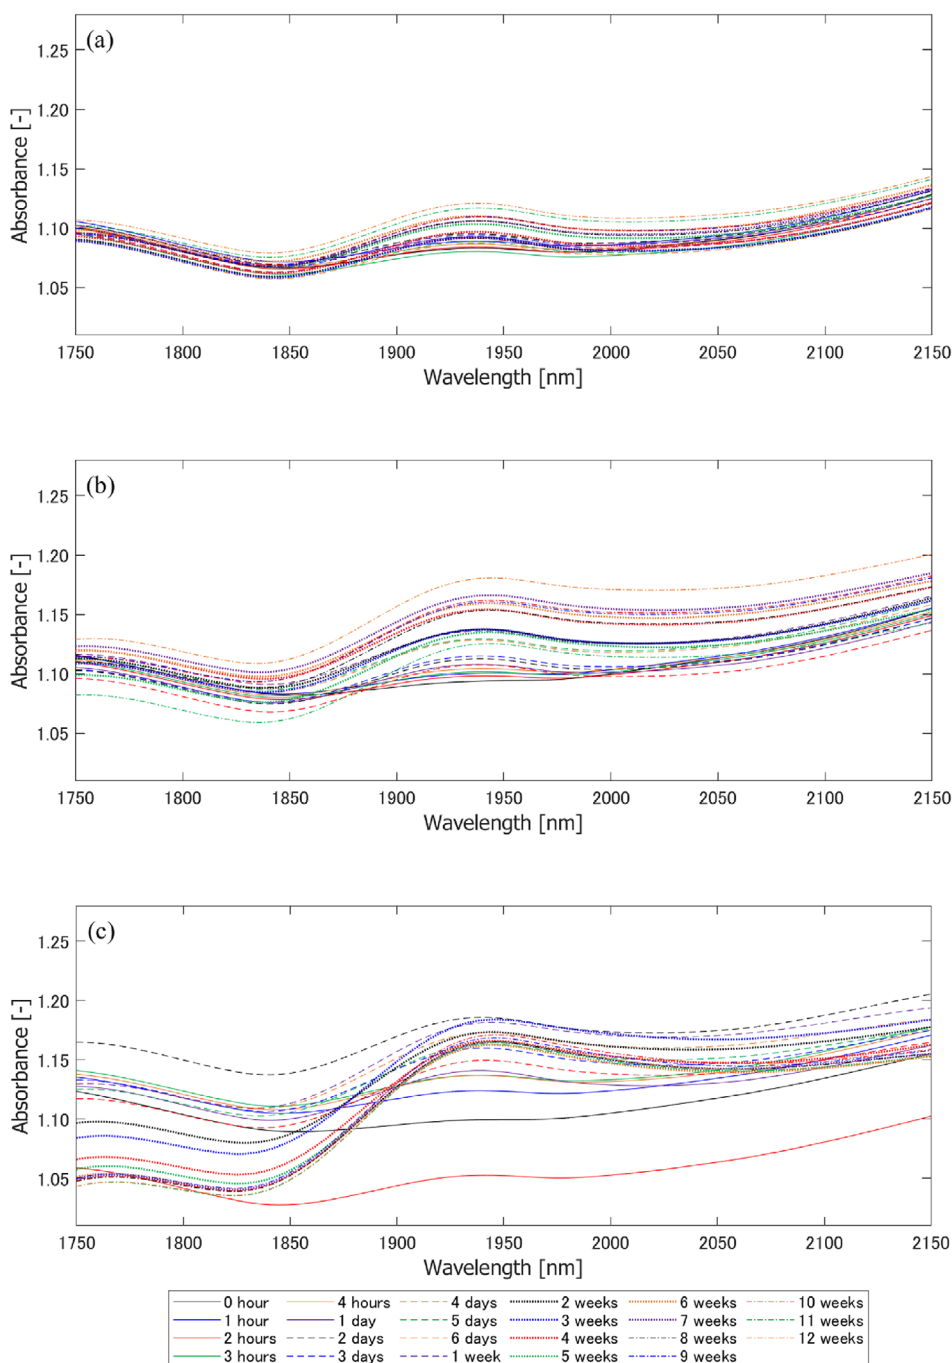 (a)
1.25
1.20
1.15
1.10
1.05
Absorbance [-]
1750 1800 1850 1900 1950 2000 2050 2100 2150
Wavelength [nm]
(b)
1.25
1.20
1.15
1.10
1.05
Absorbance [-]
1750 1800 1850 1900 1950 2000 2050 2100 2150
Wavelength [nm]
(c)
1.25
1.20
1.15
1.10
1.05
Absorbance [-]
1750 1800 1850 1900 1950 2000 2050 2100 2150
Wavelength [nm]
0 hour 4 hours 4 days 2 weeks 6 weeks 10 weeks
1 hour 1 day 5 days 3 weeks 7 weeks 11 weeks
2 hours 2 days 6 days 4 weeks 8 weeks 12 weeks
3 hours 3 days 1 week 5 weeks 9 weeks